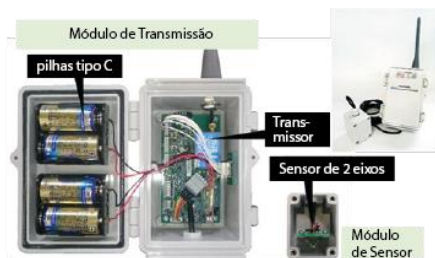 Módulo de Transmissão
pilhas tipo C
Trans-
missor
Sensor de 2 eixos
Módulo
de Sensor